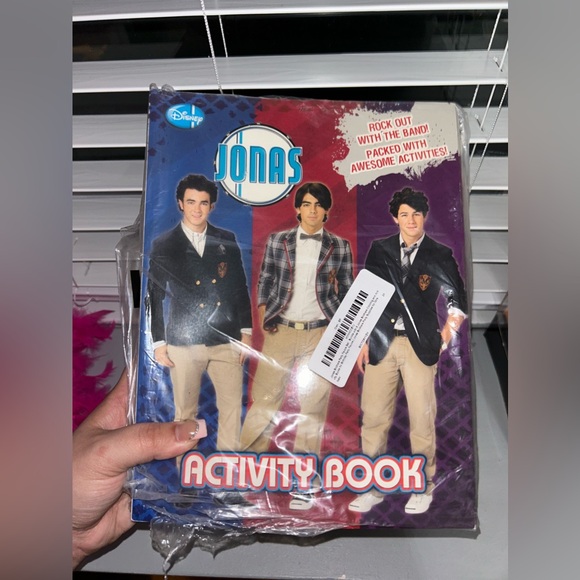 Disney
JONAS
ROCK OUT
WITH THE BAND!
PACKED WITH
AWESOME ACTIVITIES!
ACTIVITY BOOK